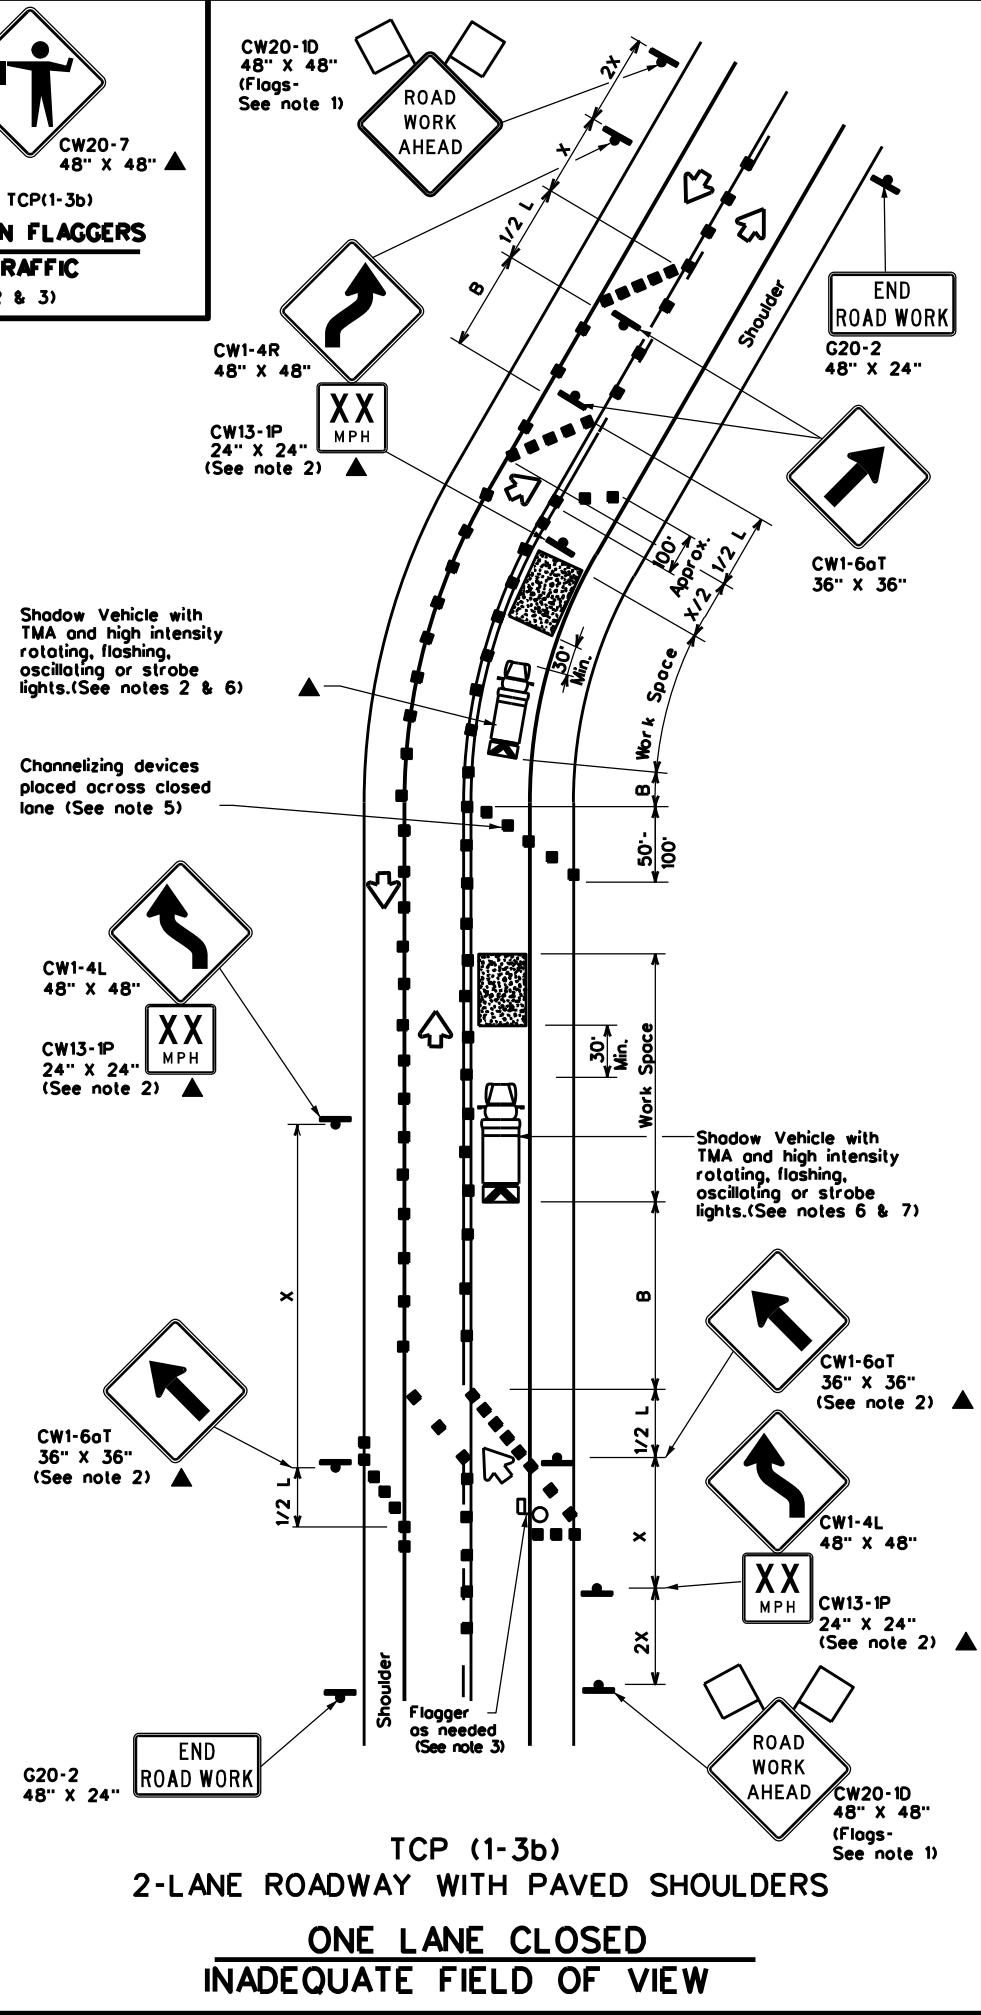 CW20-7
48" X 48"
TCP(1-3b)
N FLAGGERS
RAFFIC
2 & 3)
CW20-1D
48" X 48"
(Flags-
See note 1)
ROAD
WORK
AHEAD
2X
X
1/2 L
B
CW1-4R
48" X 48"
CW13-1P
24" X 24"
(See note 2)
XX
MPH
Shoulder
END
ROAD WORK
G20-2
48" X 24"
CW1-6aT
36" X 36"
100'
Approx.
1/2 L
X/2
30'
Min.
Work Space
B
50'-
100'
Shadow Vehicle with
TMA and high intensity
rotating, flashing,
oscillating or strobe
lights.(See notes 2 & 6)
Channelizing devices
placed across closed
lane (See note 5)
CW1-4L
48" X 48"
CW13-1P
24" X 24"
(See note 2)
XX
MPH
30'
Min.
Work Space
Shadow Vehicle with
TMA and high intensity
rotating, flashing,
oscillating or strobe
lights.(See notes 6 & 7)
X
B
CW1-6aT
36" X 36"
(See note 2)
1/2 L
CW1-6aT
36" X 36"
(See note 2)
1/2 L
X
2X
CW1-4L
48" X 48"
XX
MPH
CW13-1P
24" X 24"
(See note 2)
Shoulder
Flagger
as needed
(See note 3)
END
ROAD WORK
G20-2
48" X 24"
ROAD
WORK
AHEAD
CW20-1D
48" X 48"
(Flags-
See note 1)
TCP (1-3b)
2-LANE ROADWAY WITH PAVED SHOULDERS
ONE LANE CLOSED
INADEQUATE FIELD OF VIEW